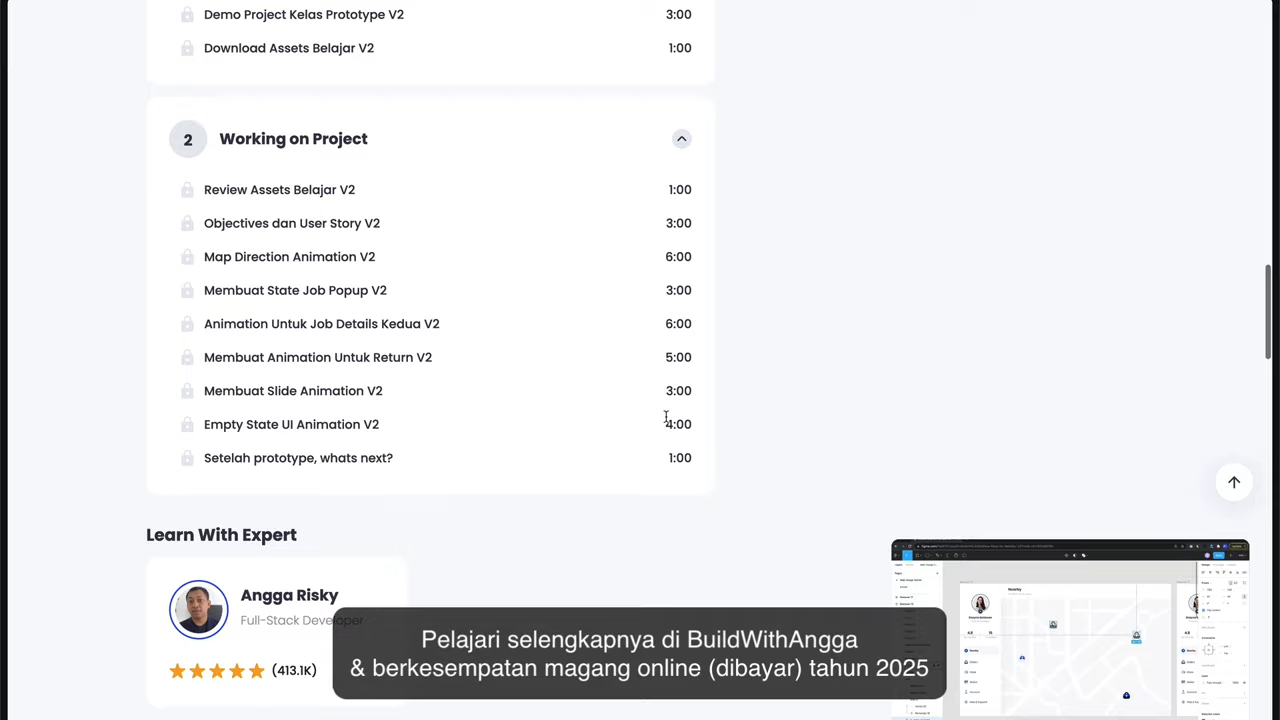 Demo Project Kelas Prototype V2 3:00
Download Assets Belajar V2 1:00
2 Working on Project
Review Assets Belajar V2 1:00
Objectives dan User Story V2 3:00
Map Direction Animation V2 6:00
Membuat State Job Popup V2 3:00
Animation Untuk Job Details Kedua V2 6:00
Membuat Animation Untuk Return V2 5:00
Membuat Slide Animation V2 3:00
Empty State UI Animation V2 4:00
Setelah prototype, whats next? 1:00
Learn With Expert
Angga Risky
Full-Stack Developer
(413.1K)
Nearby
Pelajari selengkapnya di BuildWithAngga
& berkesempatan magang online (dibayar) tahun 2025